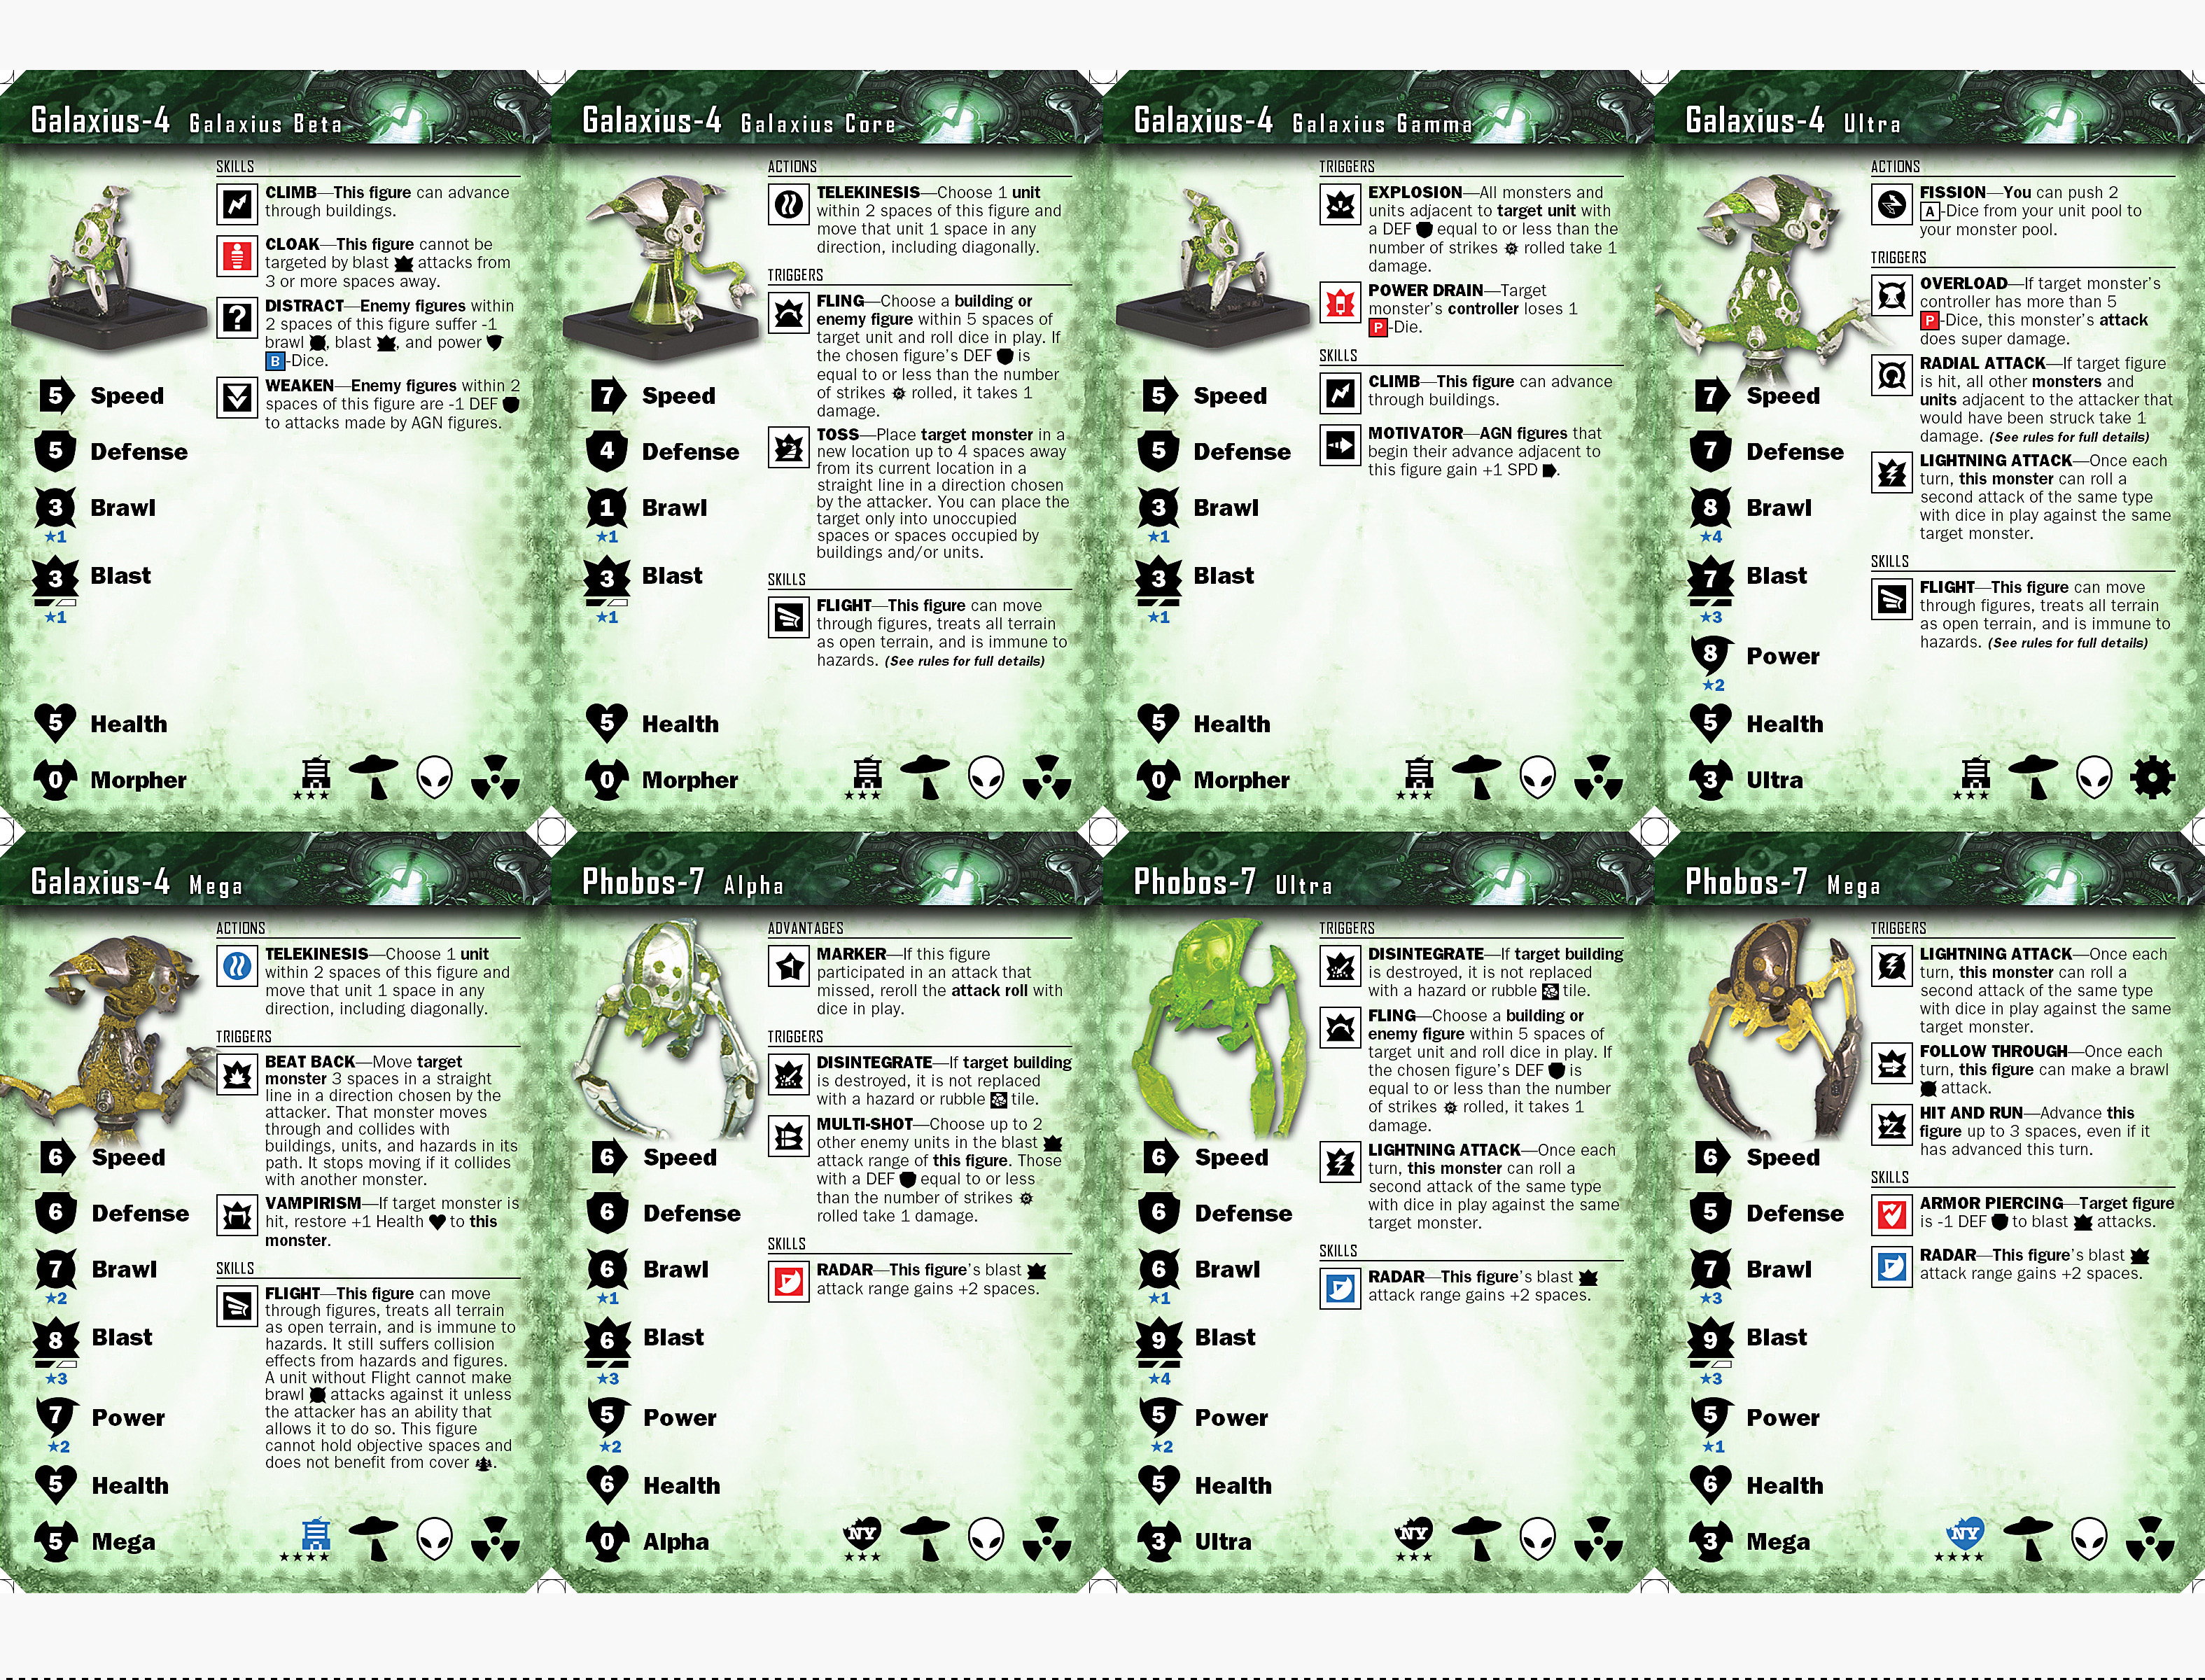 Galaxius-4 Galaxius Beta
SKILLS
CLIMB—This figure can advance
through buildings.
CLOAK—This figure cannot be
targeted by blast attacks from
3 or more spaces away.
DISTRACT—Enemy figures within
2 spaces of this figure suffer -1
brawl , blast , and power
B-Dice.
WEAKEN—Enemy figures within 2
spaces of this figure are -1 DEF
to attacks made by AGN figures.
5 Speed
5 Defense
3 Brawl
★1
3 Blast
★1
5 Health
0 Morpher
★★★
Galaxius-4 Galaxius Core
ACTIONS
TELEKINESIS—Choose 1 unit
within 2 spaces of this figure and
move that unit 1 space in any
direction, including diagonally.
TRIGGERS
FLING—Choose a building or
enemy figure within 5 spaces of
target unit and roll dice in play. If
the chosen figure's DEF is
equal to or less than the number
of strikes rolled, it takes 1
damage.
TOSS—Place target monster in a
new location up to 4 spaces away
from its current location in a
straight line in a direction chosen
by the attacker. You can place the
target only into unoccupied
spaces or spaces occupied by
buildings and/or units.
SKILLS
FLIGHT—This figure can move
through figures, treats all terrain
as open terrain, and is immune to
hazards. (See rules for full details)
7 Speed
4 Defense
1 Brawl
★1
3 Blast
★1
5 Health
0 Morpher
★★★
Galaxius-4 Galaxius Gamma
TRIGGERS
EXPLOSION—All monsters and
units adjacent to target unit with
a DEF equal to or less than the
number of strikes rolled take 1
damage.
POWER DRAIN—Target
monster's controller loses 1
P-Die.
SKILLS
CLIMB—This figure can advance
through buildings.
MOTIVATOR—AGN figures that
begin their advance adjacent to
this figure gain +1 SPD .
5 Speed
5 Defense
3 Brawl
★1
3 Blast
★1
5 Health
0 Morpher
★★★
Galaxius-4 Ultra
ACTIONS
FISSION—You can push 2
A-Dice from your unit pool to
your monster pool.
TRIGGERS
OVERLOAD—If target monster's
controller has more than 5
P-Dice, this monster's attack
does super damage.
RADIAL ATTACK—If target figure
is hit, all other monsters and
units adjacent to the attacker that
would have been struck take 1
damage. (See rules for full details)
LIGHTNING ATTACK—Once each
turn, this monster can roll a
second attack of the same type
with dice in play against the same
target monster.
SKILLS
FLIGHT—This figure can move
through figures, treats all terrain
as open terrain, and is immune to
hazards. (See rules for full details)
7 Speed
7 Defense
8 Brawl
★4
7 Blast
★3
8 Power
★2
5 Health
3 Ultra
★★★
Galaxius-4 Mega
ACTIONS
TELEKINESIS—Choose 1 unit
within 2 spaces of this figure and
move that unit 1 space in any
direction, including diagonally.
TRIGGERS
BEAT BACK—Move target
monster 3 spaces in a straight
line in a direction chosen by the
attacker. That monster moves
through and collides with
buildings, units, and hazards in its
path. It stops moving if it collides
with another monster.
VAMPIRISM—If target monster is
hit, restore +1 Health to this
monster.
SKILLS
FLIGHT—This figure can move
through figures, treats all terrain
as open terrain, and is immune to
hazards. It still suffers collision
effects from hazards and figures.
A unit without Flight cannot make
brawl attacks against it unless
the attacker has an ability that
allows it to do so. This figure
cannot hold objective spaces and
does not benefit from cover .
6 Speed
6 Defense
7 Brawl
★2
8 Blast
★3
7 Power
★2
5 Health
5 Mega
★★★★
Phobos-7 Alpha
ADVANTAGES
MARKER—If this figure
participated in an attack that
missed, reroll the attack roll with
dice in play.
TRIGGERS
DISINTEGRATE—If target building
is destroyed, it is not replaced
with a hazard or rubble tile.
MULTI-SHOT—Choose up to 2
other enemy units in the blast
attack range of this figure. Those
with a DEF equal to or less
than the number of strikes
rolled take 1 damage.
SKILLS
RADAR—This figure's blast
attack range gains +2 spaces.
6 Speed
6 Defense
6 Brawl
★1
6 Blast
★3
5 Power
★2
6 Health
0 Alpha
NY
★★★
Phobos-7 Ultra
TRIGGERS
DISINTEGRATE—If target building
is destroyed, it is not replaced
with a hazard or rubble tile.
FLING—Choose a building or
enemy figure within 5 spaces of
target unit and roll dice in play. If
the chosen figure's DEF is
equal to or less than the number
of strikes rolled, it takes 1
damage.
LIGHTNING ATTACK—Once each
turn, this monster can roll a
second attack of the same type
with dice in play against the same
target monster.
SKILLS
RADAR—This figure's blast
attack range gains +2 spaces.
6 Speed
6 Defense
6 Brawl
★1
9 Blast
★4
5 Power
★2
5 Health
3 Ultra
NY
★★★
Phobos-7 Mega
TRIGGERS
LIGHTNING ATTACK—Once each
turn, this monster can roll a
second attack of the same type
with dice in play against the same
target monster.
FOLLOW THROUGH—Once each
turn, this figure can make a brawl
attack.
HIT AND RUN—Advance this
figure up to 3 spaces, even if it
has advanced this turn.
SKILLS
ARMOR PIERCING—Target figure
is -1 DEF to blast attacks.
RADAR—This figure's blast
attack range gains +2 spaces.
6 Speed
5 Defense
7 Brawl
★3
9 Blast
★3
5 Power
★1
6 Health
3 Mega
NY
★★★★